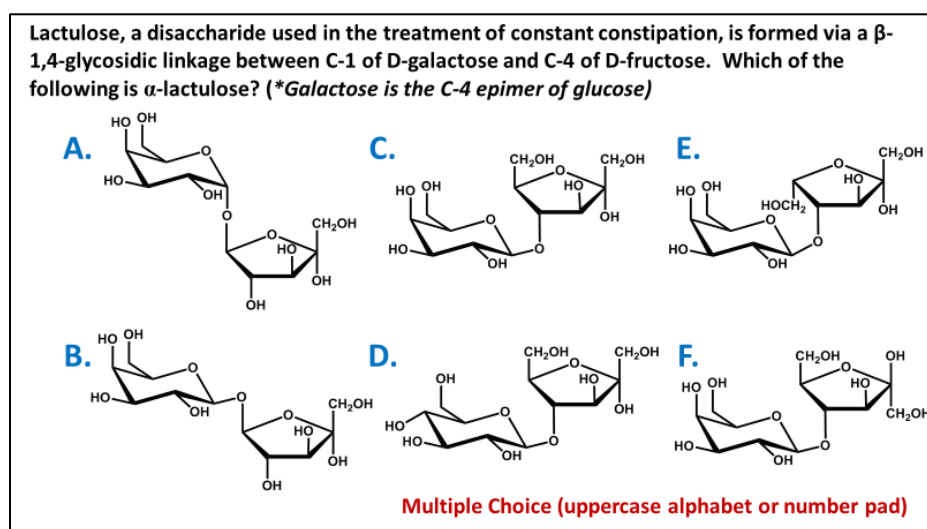 Lactulose, a disaccharide used in the treatment of constant constipation, is formed via a β-
1,4-glycosidic linkage between C-1 of D-galactose and C-4 of D-fructose. Which of the
following is α-lactulose? (*Galactose is the C-4 epimer of glucose)
A.
HO OH
O
HO
HO
OH
O
O
CH₂OH
HO
OH
OH
C.
CH₂OH
CH₂OH
O
HO
OH
HO OH
O
HO
OH
O
E.
O
CH₂OH
HO
OH
HOCH₂
HO OH
O
HO
OH
O
B.
HO OH
O
HO
OH
O
O
CH₂OH
HO
OH
OH
D.
CH₂OH
CH₂OH
O
HO
OH
OH
O
HO
HO
OH
O
F.
CH₂OH
OH
O
HO
CH₂OH
HO OH
O
HO
OH
O
Multiple Choice (uppercase alphabet or number pad)